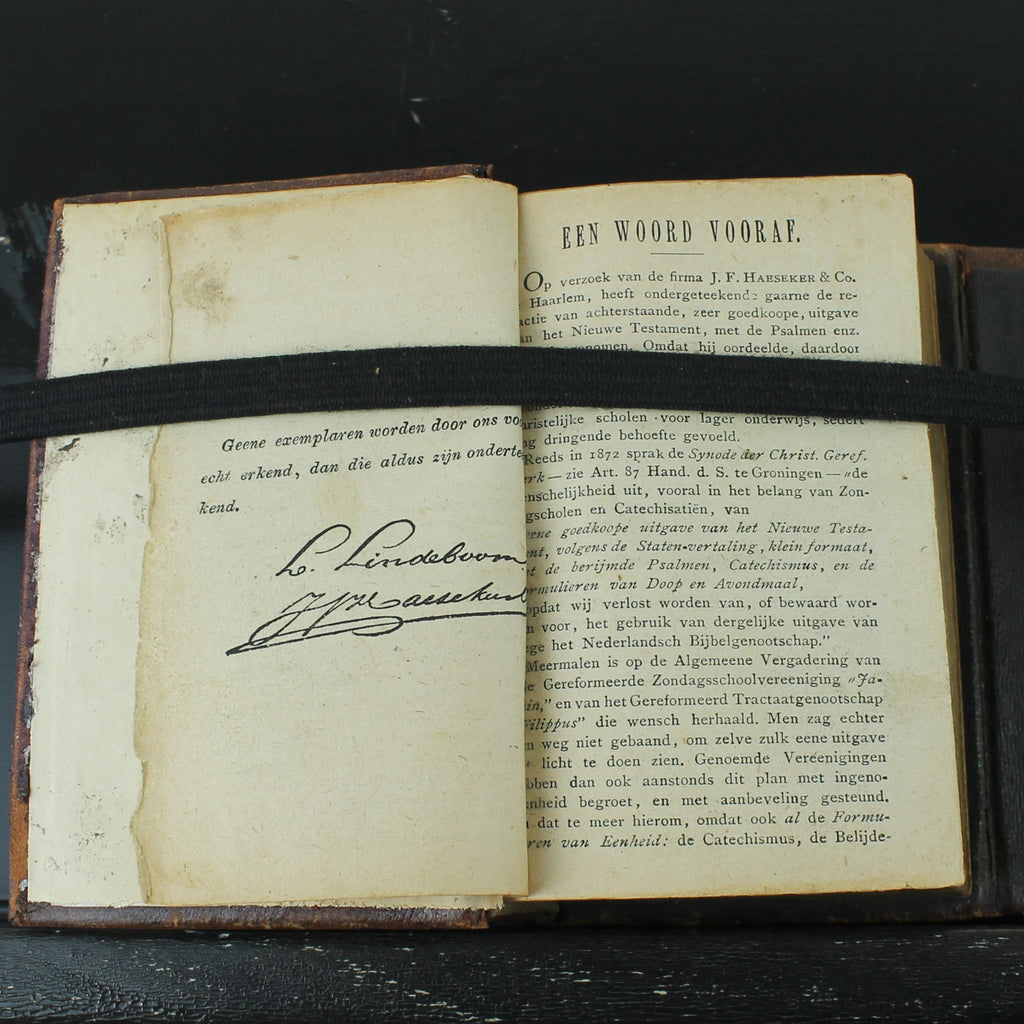 Geene exemplaren worden door ons voo
echt erkend, dan die aldus zijn onderte
kend.
L. Lindeboom
EEN WOORD VOORAF.
Op verzoek van de firma J. F. HAESEKER & Co.
Haarlem, heeft ondergeteekende gaarne de re-
actie van achterstaande, zeer goedkoope, uitgave
an het Nieuwe Testament, met de Psalmen enz.
nomen. Omdat hij oordeelde, daardoor
ristelijke scholen voor lager onderwijs, sedert
ng dringende behoefte gevoeld.
Reeds in 1872 sprak de Synode der Christ. Geref.
erk — zie Art. 87 Hand. d. S. te Groningen — "de
enschelijkheid uit, vooral in het belang van Zon-
gscholen en Catechisatiën, van
eene goedkoope uitgave van het Nieuwe Testa-
nt, volgens de Staten-vertaling, klein formaat,
t de berijmde Psalmen, Catechismus, en de
rmulieren van Doop en Avondmaal,
opdat wij verlost worden van, of bewaard wor-
n voor, het gebruik van dergelijke uitgave van
ege het Nederlandsch Bijbelgenootschap."
Meermalen is op de Algemeene Vergadering van
e Gereformeerde Zondagsschoolvereeniging "Ja-
in," en van het Gereformeerd Tractaatgenootschap
Filippus" die wensch herhaald. Men zag echter
n weg niet gebaand, om zelve zulk eene uitgave
licht te doen zien. Genoemde Vereenigingen
bben dan ook aanstonds dit plan met ingeno-
enheid begroet, en met aanbeveling gesteund.
dat te meer hierom, omdat ook al de Formu-
ren van Eenheid: de Catechismus, de Belijde-